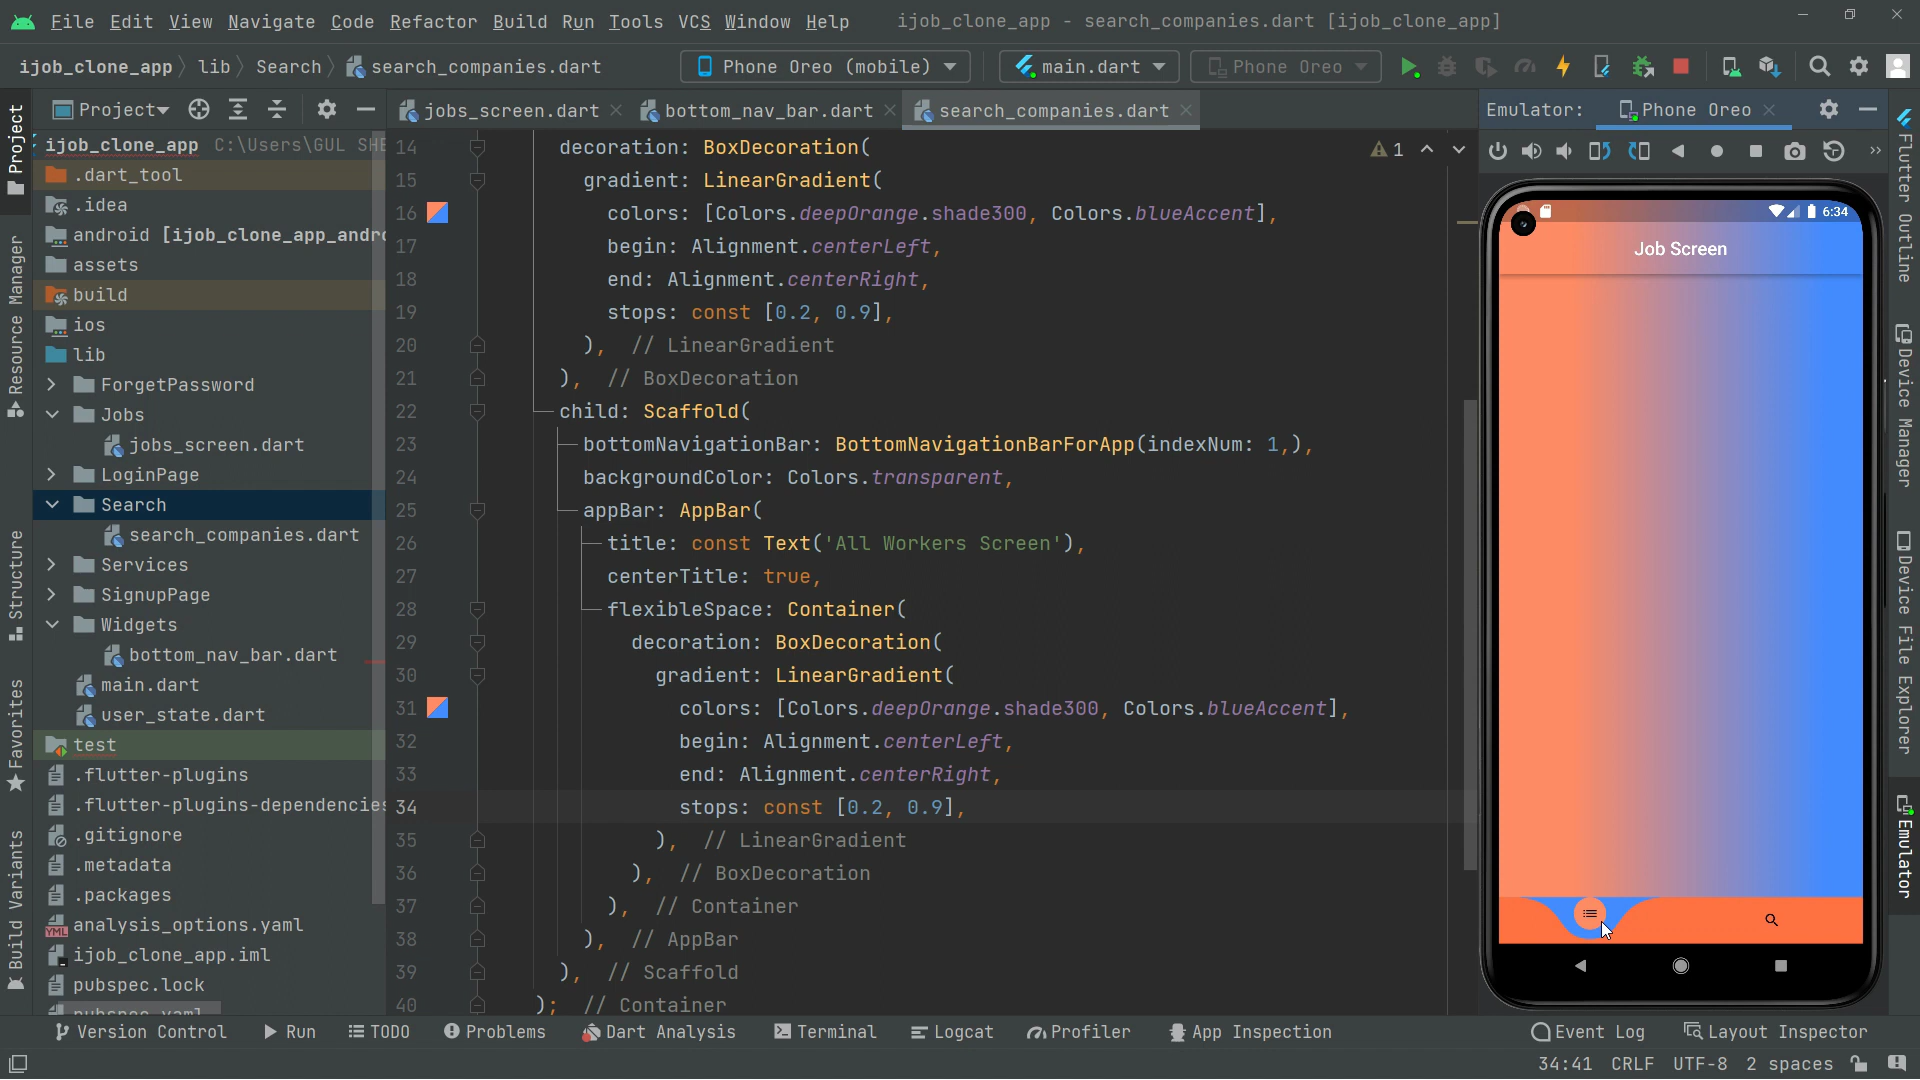 File Edit View Navigate Code Refactor Build Run Tools VCS Window Help ijob_clone_app - search_companies.dart [ijob_clone_app]
ijob_clone_app lib Search search_companies.dart Phone Oreo (mobile) main.dart Phone Oreo
Project jobs_screen.dart bottom_nav_bar.dart search_companies.dart Emulator: Phone Oreo
ijob_clone_app C:\Users\GUL SHE
.dart_tool
.idea
android [ijob_clone_app_andro
assets
build
ios
lib
ForgetPassword
Jobs
jobs_screen.dart
LoginPage
Search
search_companies.dart
Services
SignupPage
Widgets
bottom_nav_bar.dart
main.dart
user_state.dart
test
.flutter-plugins
.flutter-plugins-dependencies
.gitignore
.metadata
.packages
analysis_options.yaml
ijob_clone_app.iml
pubspec.lock
pubspec.yaml
Project
Resource Manager
Structure
Favorites
Build Variants
14 decoration: BoxDecoration(
15 gradient: LinearGradient(
16 colors: [Colors.deepOrange.shade300, Colors.blueAccent],
17 begin: Alignment.centerLeft,
18 end: Alignment.centerRight,
19 stops: const [0.2, 0.9],
20 ), // LinearGradient
21 ), // BoxDecoration
22 child: Scaffold(
23 bottomNavigationBar: BottomNavigationBarForApp(indexNum: 1,),
24 backgroundColor: Colors.transparent,
25 appBar: AppBar(
26 title: const Text('All Workers Screen'),
27 centerTitle: true,
28 flexibleSpace: Container(
29 decoration: BoxDecoration(
30 gradient: LinearGradient(
31 colors: [Colors.deepOrange.shade300, Colors.blueAccent],
32 begin: Alignment.centerLeft,
33 end: Alignment.centerRight,
34 stops: const [0.2, 0.9],
35 ), // LinearGradient
36 ), // BoxDecoration
37 ), // Container
38 ), // AppBar
39 ), // Scaffold
40 ); // Container
1
6:34
Job Screen
Flutter Outline
Device Manager
Device File Explorer
Emulator
Version Control Run TODO Problems Dart Analysis Terminal Logcat Profiler App Inspection Event Log Layout Inspector
34:41 CRLF UTF-8 2 spaces